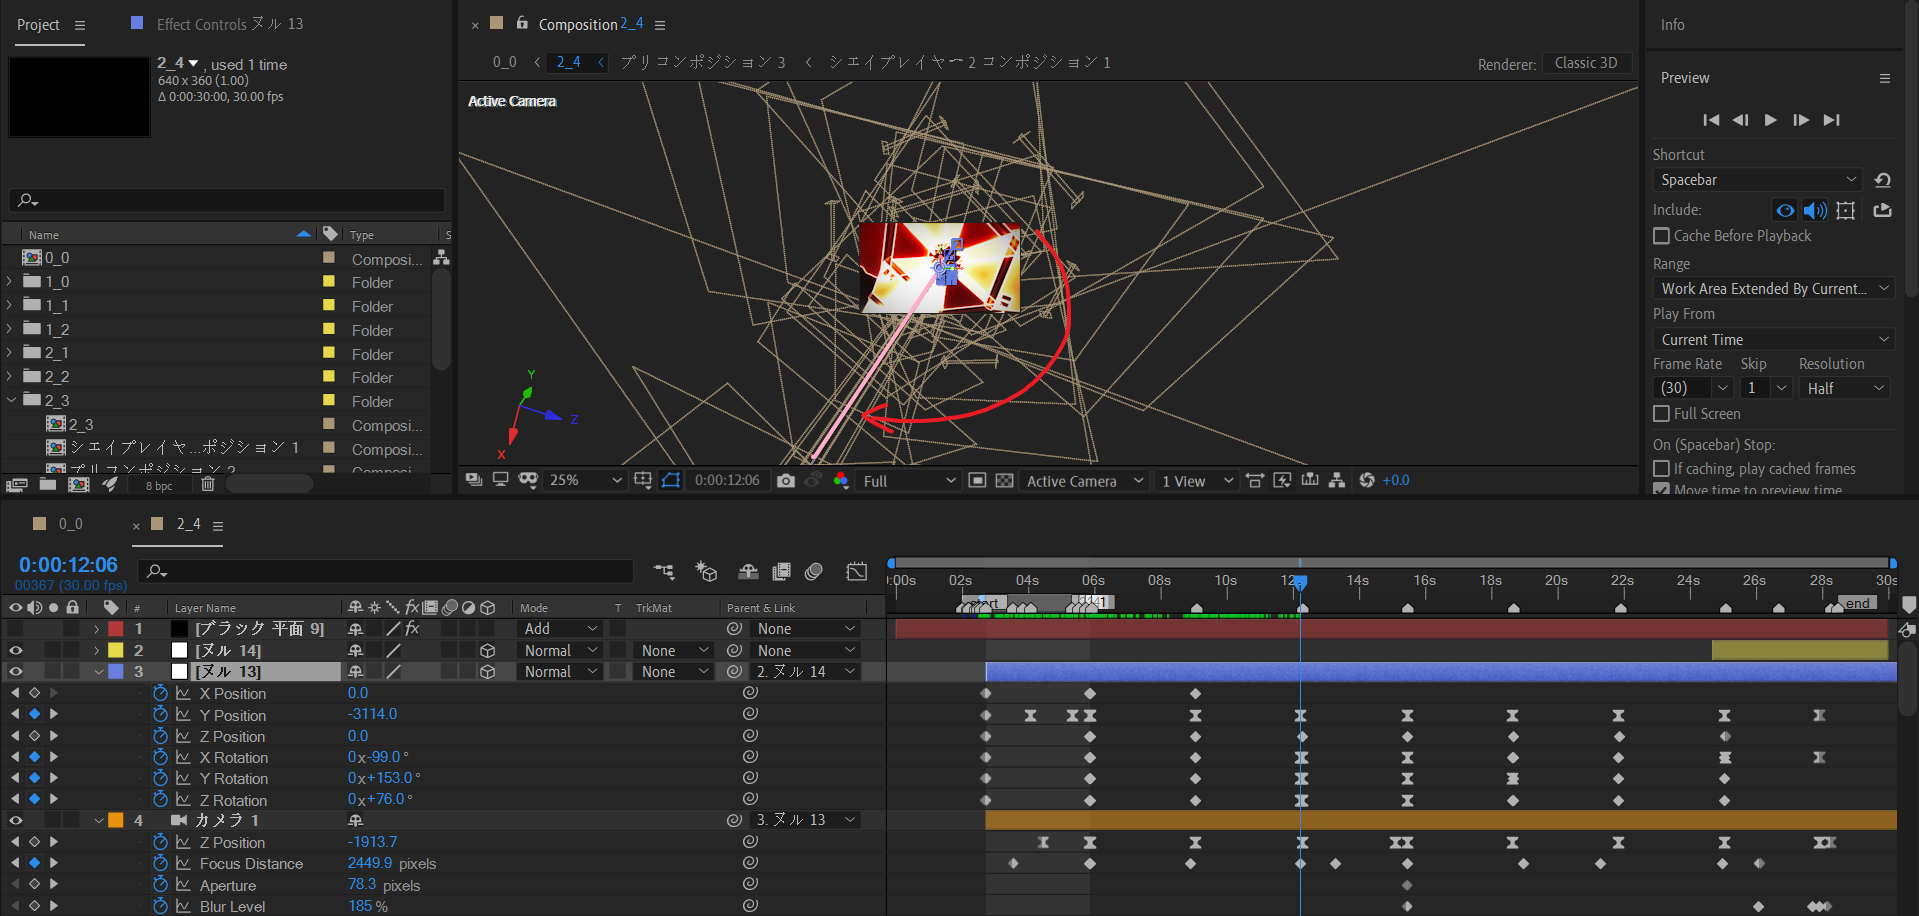 Project
Effect Controls ヌル 13
2_4 , used 1 time
640 x 360 (1.00)
Δ 0:00:30:00, 30.00 fps
Name Type S
0_0 Composi...
1_0 Folder
1_1 Folder
1_2 Folder
2_1 Folder
2_2 Folder
2_3 Folder
2_3 Composi...
シエイプレイヤ...ポジション 1 Composi...
プリコンポジション 2 Composi...
8 bpc
× Composition 2_4
0_0 2_4 プリコンポジション 3 シエイプレイヤー 2 コンポジション 1
Renderer: Classic 3D
Active Camera
Y
Z
X
25% 0:00:12:06 Full Active Camera 1 View +0.0
Info
Preview
Shortcut
Spacebar
Include:
Cache Before Playback
Range
Work Area Extended By Current...
Play From
Current Time
Frame Rate Skip Resolution
(30) 1 Half
Full Screen
On (Spacebar) Stop:
If caching, play cached frames
Move time to preview time
0_0 × 2_4
0:00:12:06
00367 (30.00 fps)
# Layer Name fx Mode T TrkMat Parent & Link
:00s 02s 04s 06s 08s 10s 12s 14s 16s 18s 20s 22s 24s 26s 28s 30s
start end
1 [ブラック 平面 9] fx Add None
2 [ヌル 14] Normal None None
3 [ヌル 13] Normal None 2. ヌル 14
X Position 0.0
Y Position -3114.0
Z Position 0.0
X Rotation 0x-99.0°
Y Rotation 0x+153.0°
Z Rotation 0x+76.0°
4 カメラ 1 3. ヌル 13
Z Position -1913.7
Focus Distance 2449.9 pixels
Aperture 78.3 pixels
Blur Level 185 %